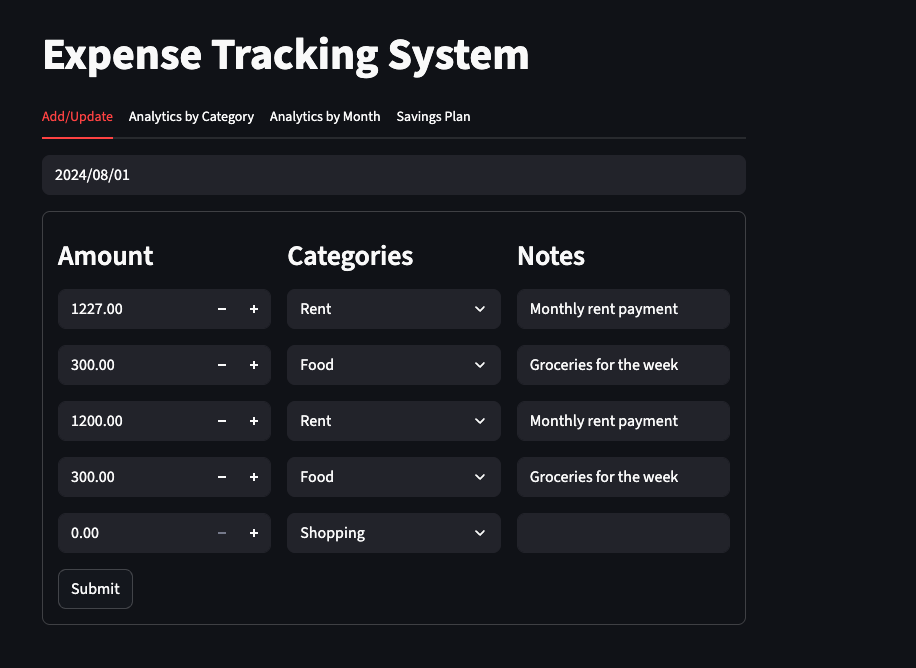 Expense Tracking System
Add/Update Analytics by Category Analytics by Month Savings Plan
2024/08/01
Amount Categories Notes
1227.00 − + Rent Monthly rent payment
300.00 − + Food Groceries for the week
1200.00 − + Rent Monthly rent payment
300.00 − + Food Groceries for the week
0.00 − + Shopping
Submit